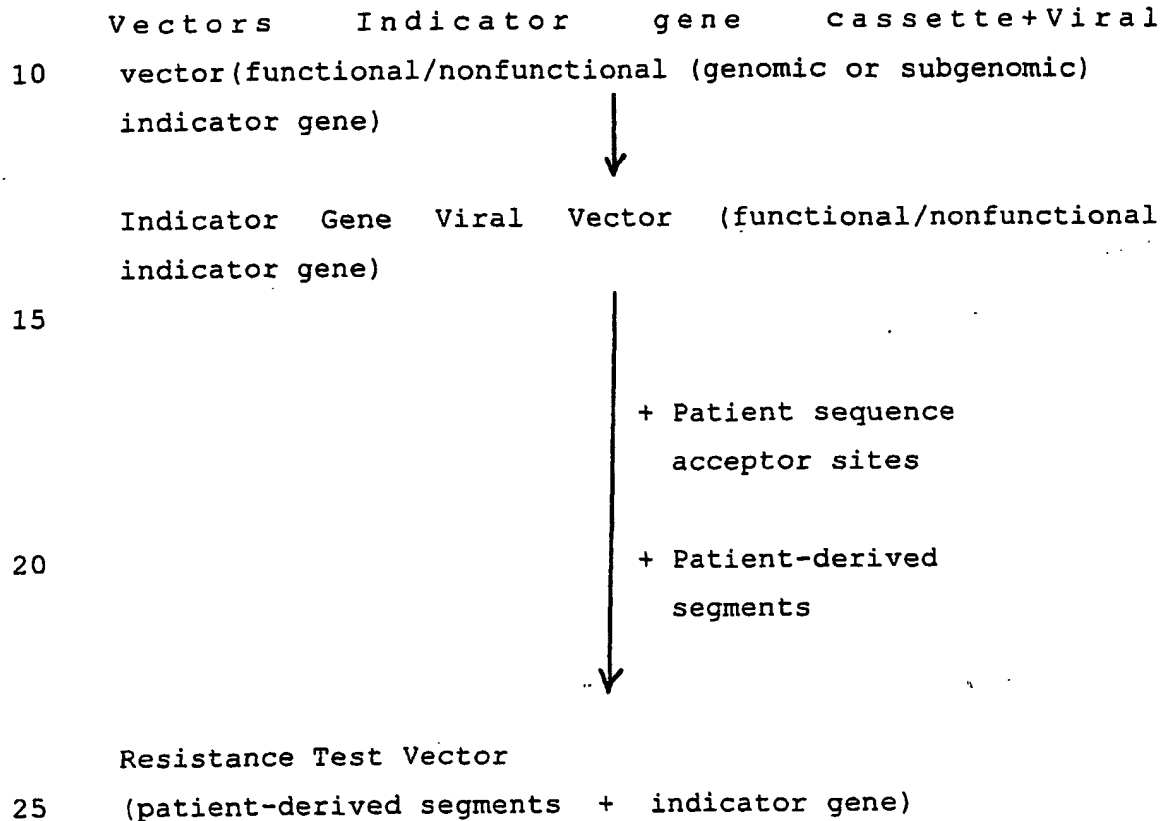 Vectors Indicator gene cassette+Viral
10 vector(functional/nonfunctional (genomic or subgenomic)
indicator gene)
Indicator Gene Viral Vector (functional/nonfunctional
indicator gene)
15
+ Patient sequence
acceptor sites
20 + Patient-derived
segments
Resistance Test Vector
25 (patient-derived segments + indicator gene)